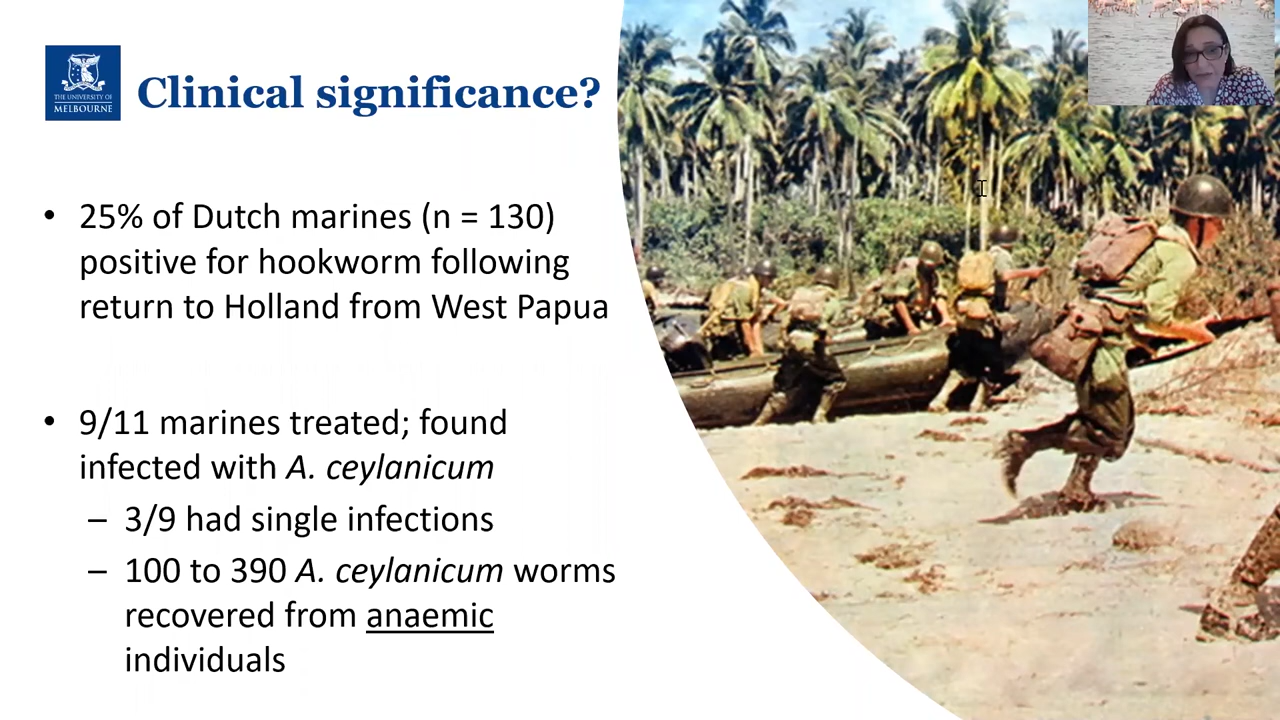 THE UNIVERSITY OF
MELBOURNE
Clinical significance?
• 25% of Dutch marines (n = 130)
positive for hookworm following
return to Holland from West Papua
• 9/11 marines treated; found
infected with A. ceylanicum
– 3/9 had single infections
– 100 to 390 A. ceylanicum worms
recovered from anaemic
individuals